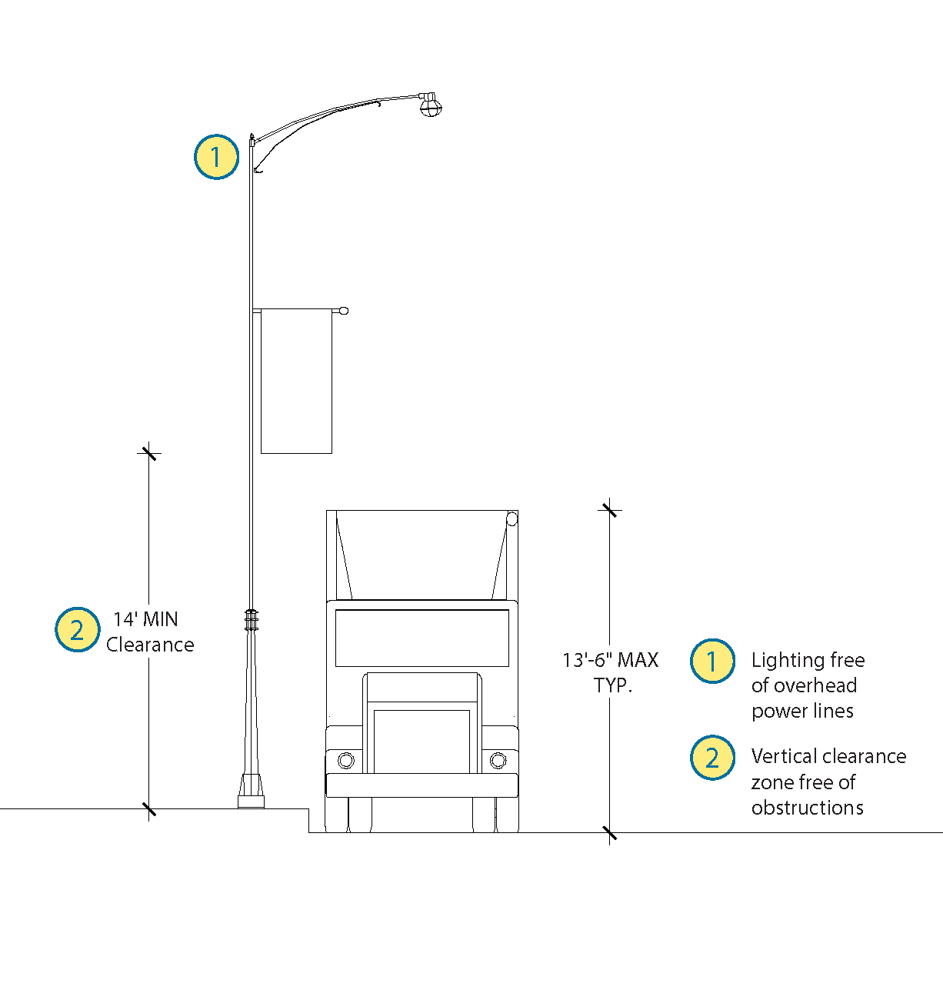 1
2
14' MIN
Clearance
13'-6" MAX
TYP.
1
Lighting free
of overhead
power lines
2
Vertical clearance
zone free of
obstructions